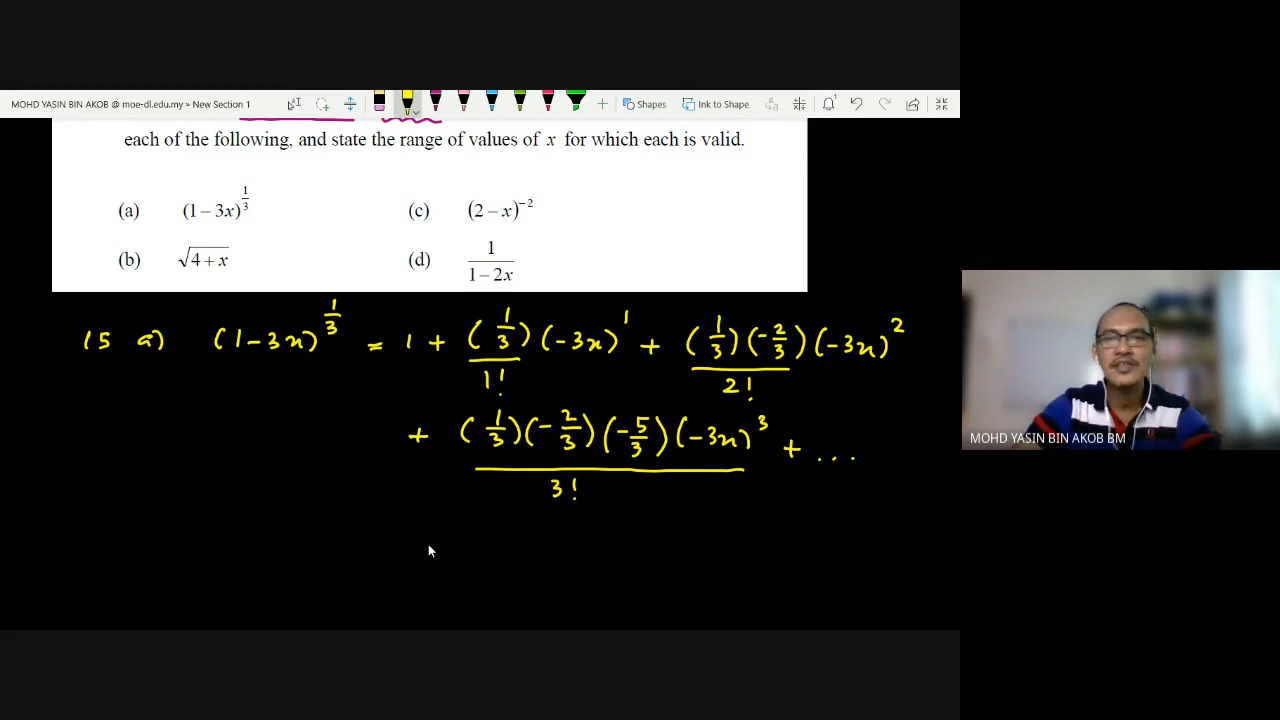 MOHD YASIN BIN AKOB @ moe-dl.edu.my » New Section 1
Shapes
Ink to Shape
each of the following, and state the range of values of x for which each is valid.
(a) (1 – 3x)^(1/3) (c) (2 – x)^(–2)
(b) √(4 + x) (d) 1/(1 – 2x)
15 a) (1-3x)^(1/3) = 1 + (1/3)/1! (-3x)^1 + (1/3)(-2/3)/2! (-3x)^2
+ (1/3)(-2/3)(-5/3)(-3x)^3/3! + ...
MOHD YASIN BIN AKOB BM